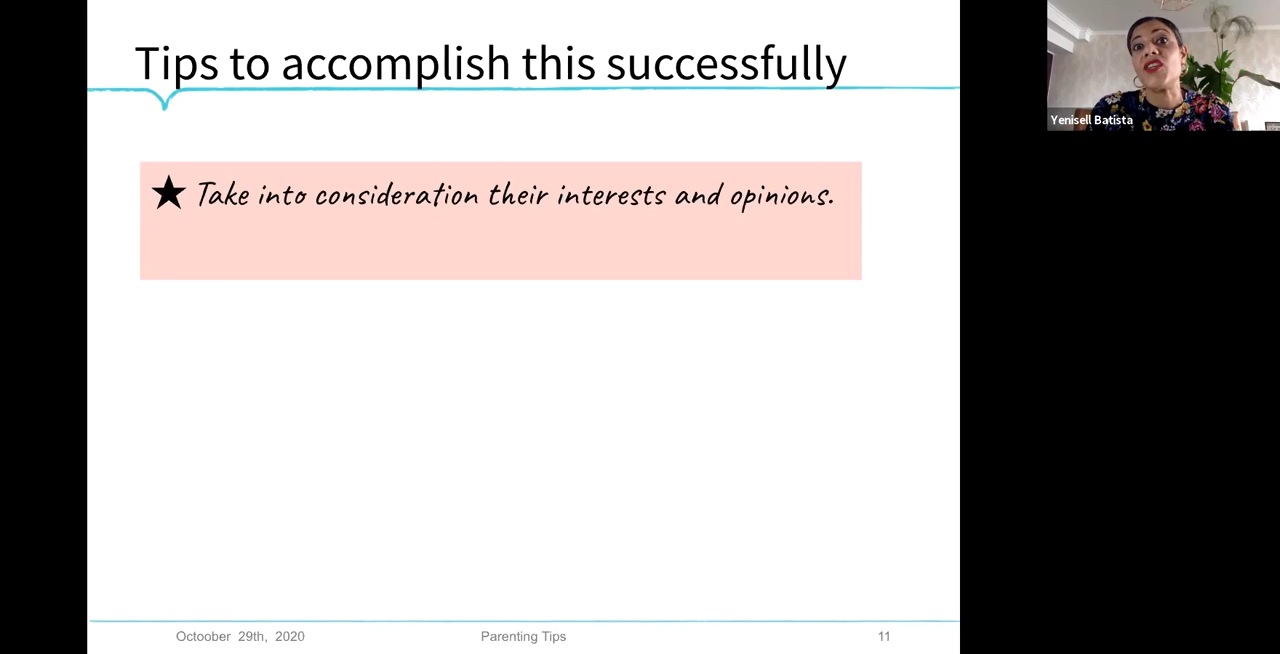 Tips to accomplish this successfully
Yenisell Batista
★ Take into consideration their interests and opinions.
Octoober 29th, 2020
Parenting Tips
11